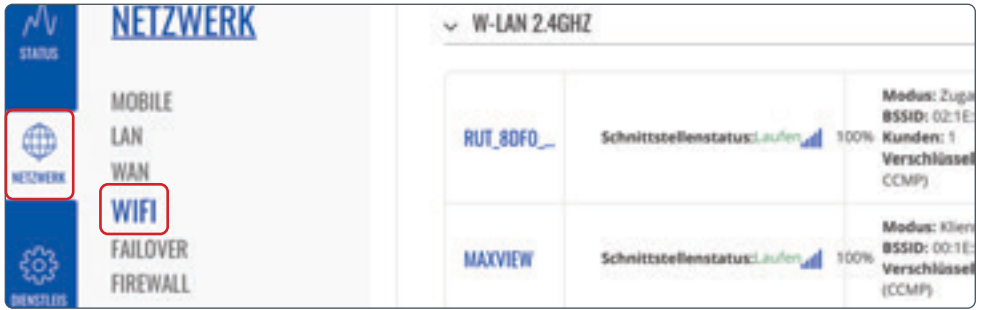 STATUS
NETZWERK
DIENSTLEIS
NETZWERK
MOBILE
LAN
WAN
WIFI
FAILOVER
FIREWALL
W-LAN 2.4GHZ
RUT_8DF0_...
Schnittstellenstatus:Laufen
100%
Modus: Zuga
BSSID: 02:1E:
Kunden: 1
Verschlüssel
CCMP)
MAXVIEW
Schnittstellenstatus:Laufen
100%
Modus: Klien
BSSID: 00:1E:
Verschlüssel
(CCMP)